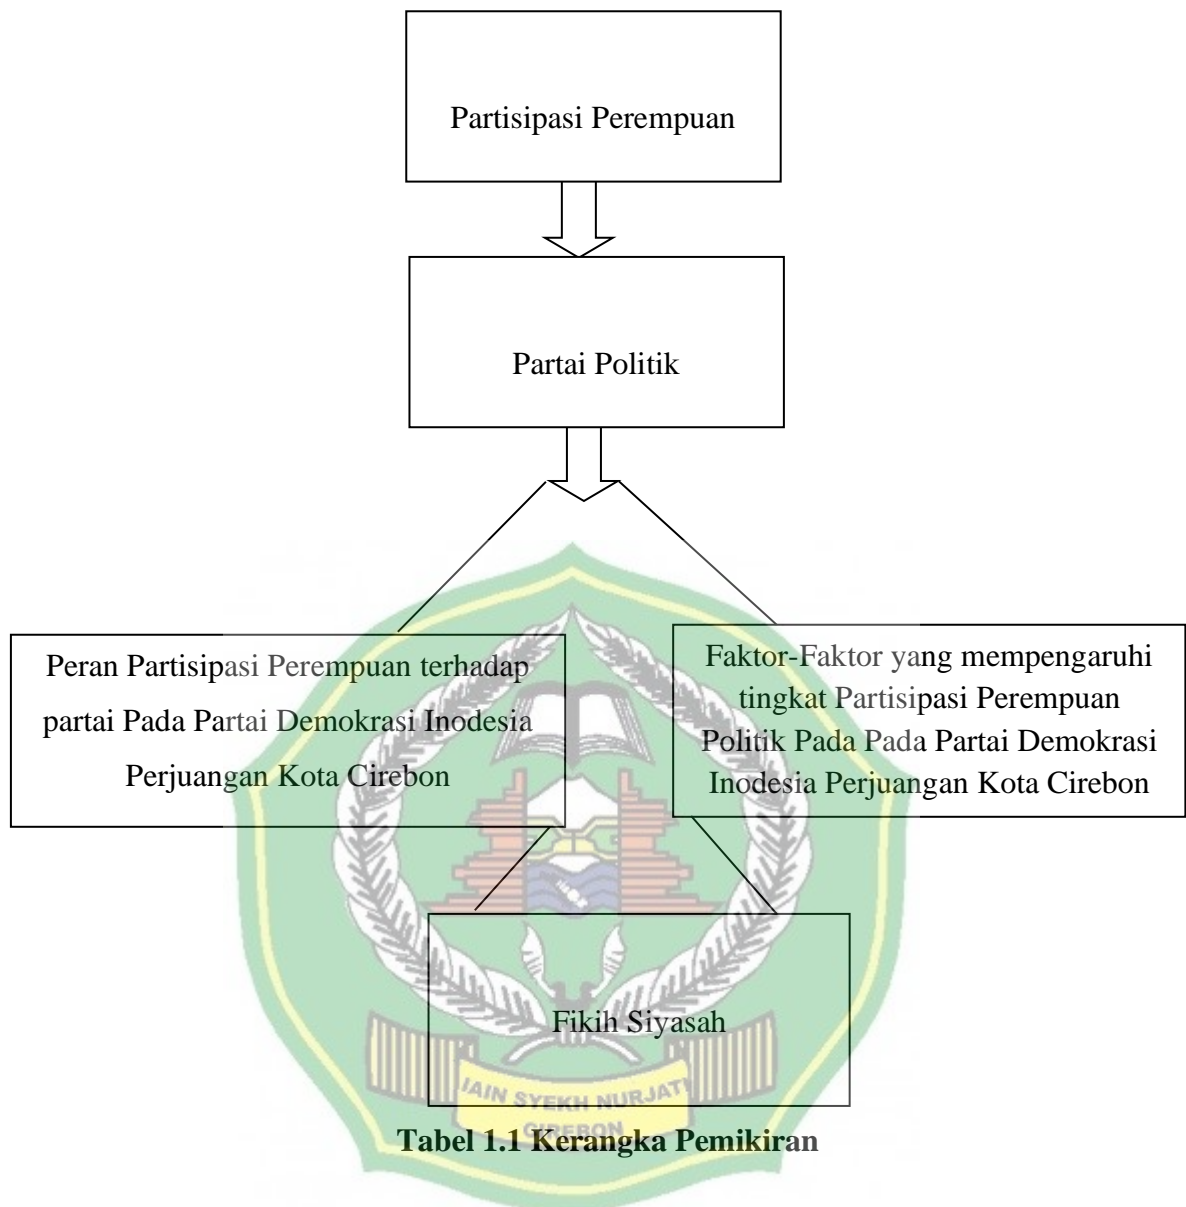 Partisipasi Perempuan
Partai Politik
Peran Partisipasi Perempuan terhadap
partai Pada Partai Demokrasi Inodesia
Perjuangan Kota Cirebon
Faktor-Faktor yang mempengaruhi
tingkat Partisipasi Perempuan
Politik Pada Pada Partai Demokrasi
Inodesia Perjuangan Kota Cirebon
Fikih Siyasah
IAIN SYEKH NURJATI
CIREBON
Tabel 1.1 Kerangka Pemikiran